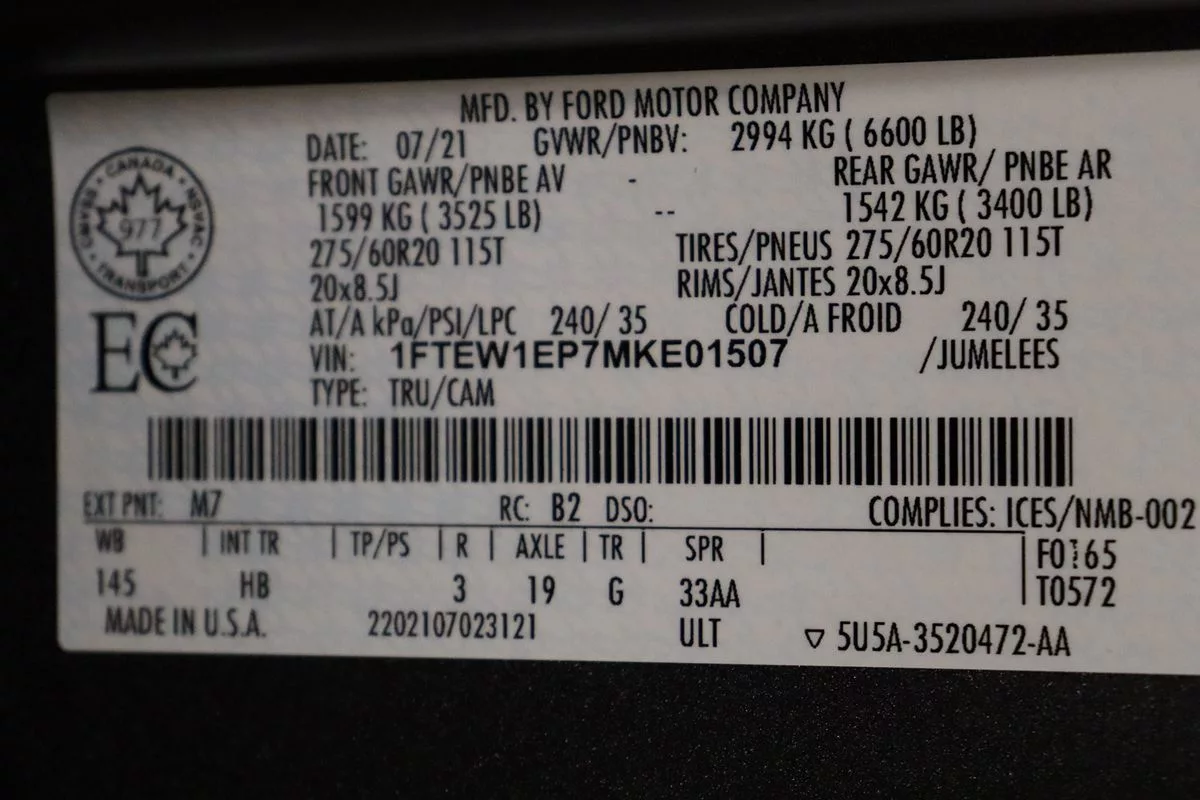 MFD. BY FORD MOTOR COMPANY
DATE: 07/21 GVWR/PNBV: 2994 KG ( 6600 LB)
FRONT GAWR/PNBE AV - REAR GAWR/ PNBE AR
1599 KG ( 3525 LB) -- 1542 KG ( 3400 LB)
275/60R20 115T TIRES/PNEUS 275/60R20 115T
20x8.5J RIMS/JANTES 20x8.5J
AT/A kPa/PSI/LPC 240/ 35 COLD/A FROID 240/ 35
VIN: 1FTEW1EP7MKE01507 /JUMELEES
TYPE: TRU/CAM
CANADA
977
TRANSPORT
EC
EXT PNT: M7 RC: B2 DSO: COMPLIES: ICES/NMB-002
WB | INT TR | TP/PS | R | AXLE | TR | SPR |
145 HB 3 19 G 33AA T0572
MADE IN U.S.A. 2202107023121 ULT ▽ 5U5A-3520472-AA